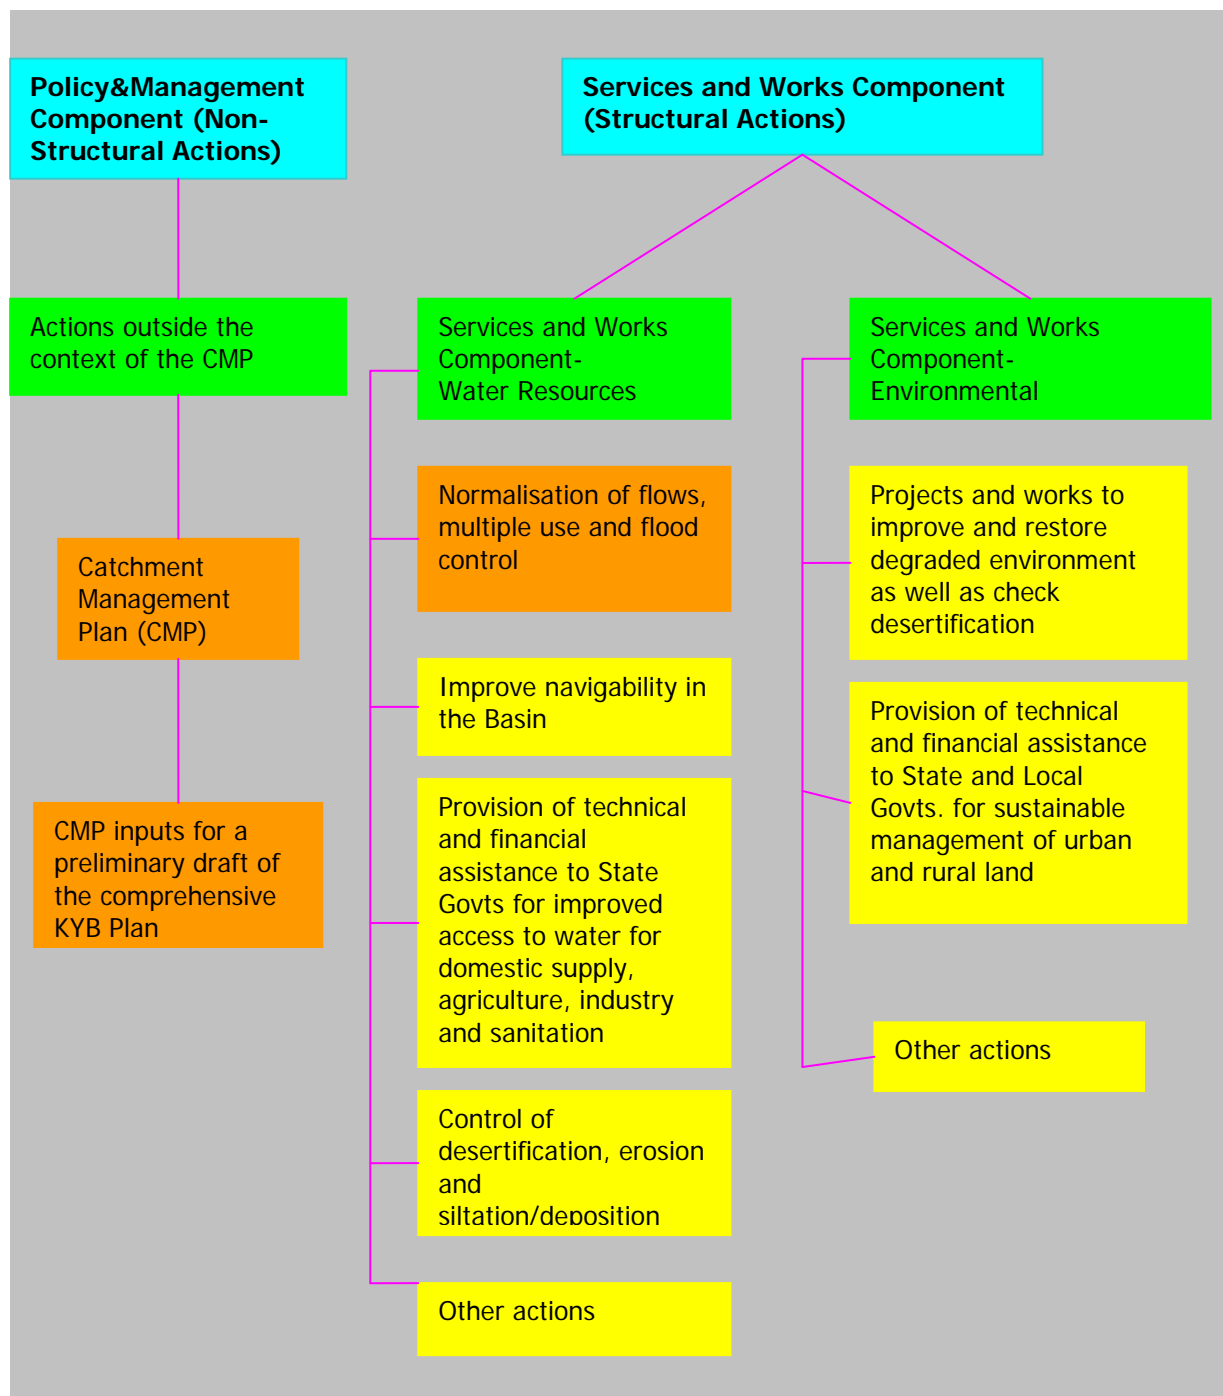 Policy&Management
Component (Non-
Structural Actions)
Services and Works Component
(Structural Actions)
Actions outside the
context of the CMP
Catchment
Management
Plan (CMP)
CMP inputs for a
preliminary draft of
the comprehensive
KYB Plan
Services and Works
Component-
Water Resources
Normalisation of flows,
multiple use and flood
control
Improve navigability in
the Basin
Provision of technical
and financial
assistance to State
Govts for improved
access to water for
domestic supply,
agriculture, industry
and sanitation
Control of
desertification, erosion
and
siltation/deposition
Other actions
Services and Works
Component-
Environmental
Projects and works to
improve and restore
degraded environment
as well as check
desertification
Provision of technical
and financial assistance
to State and Local
Govts. for sustainable
management of urban
and rural land
Other actions